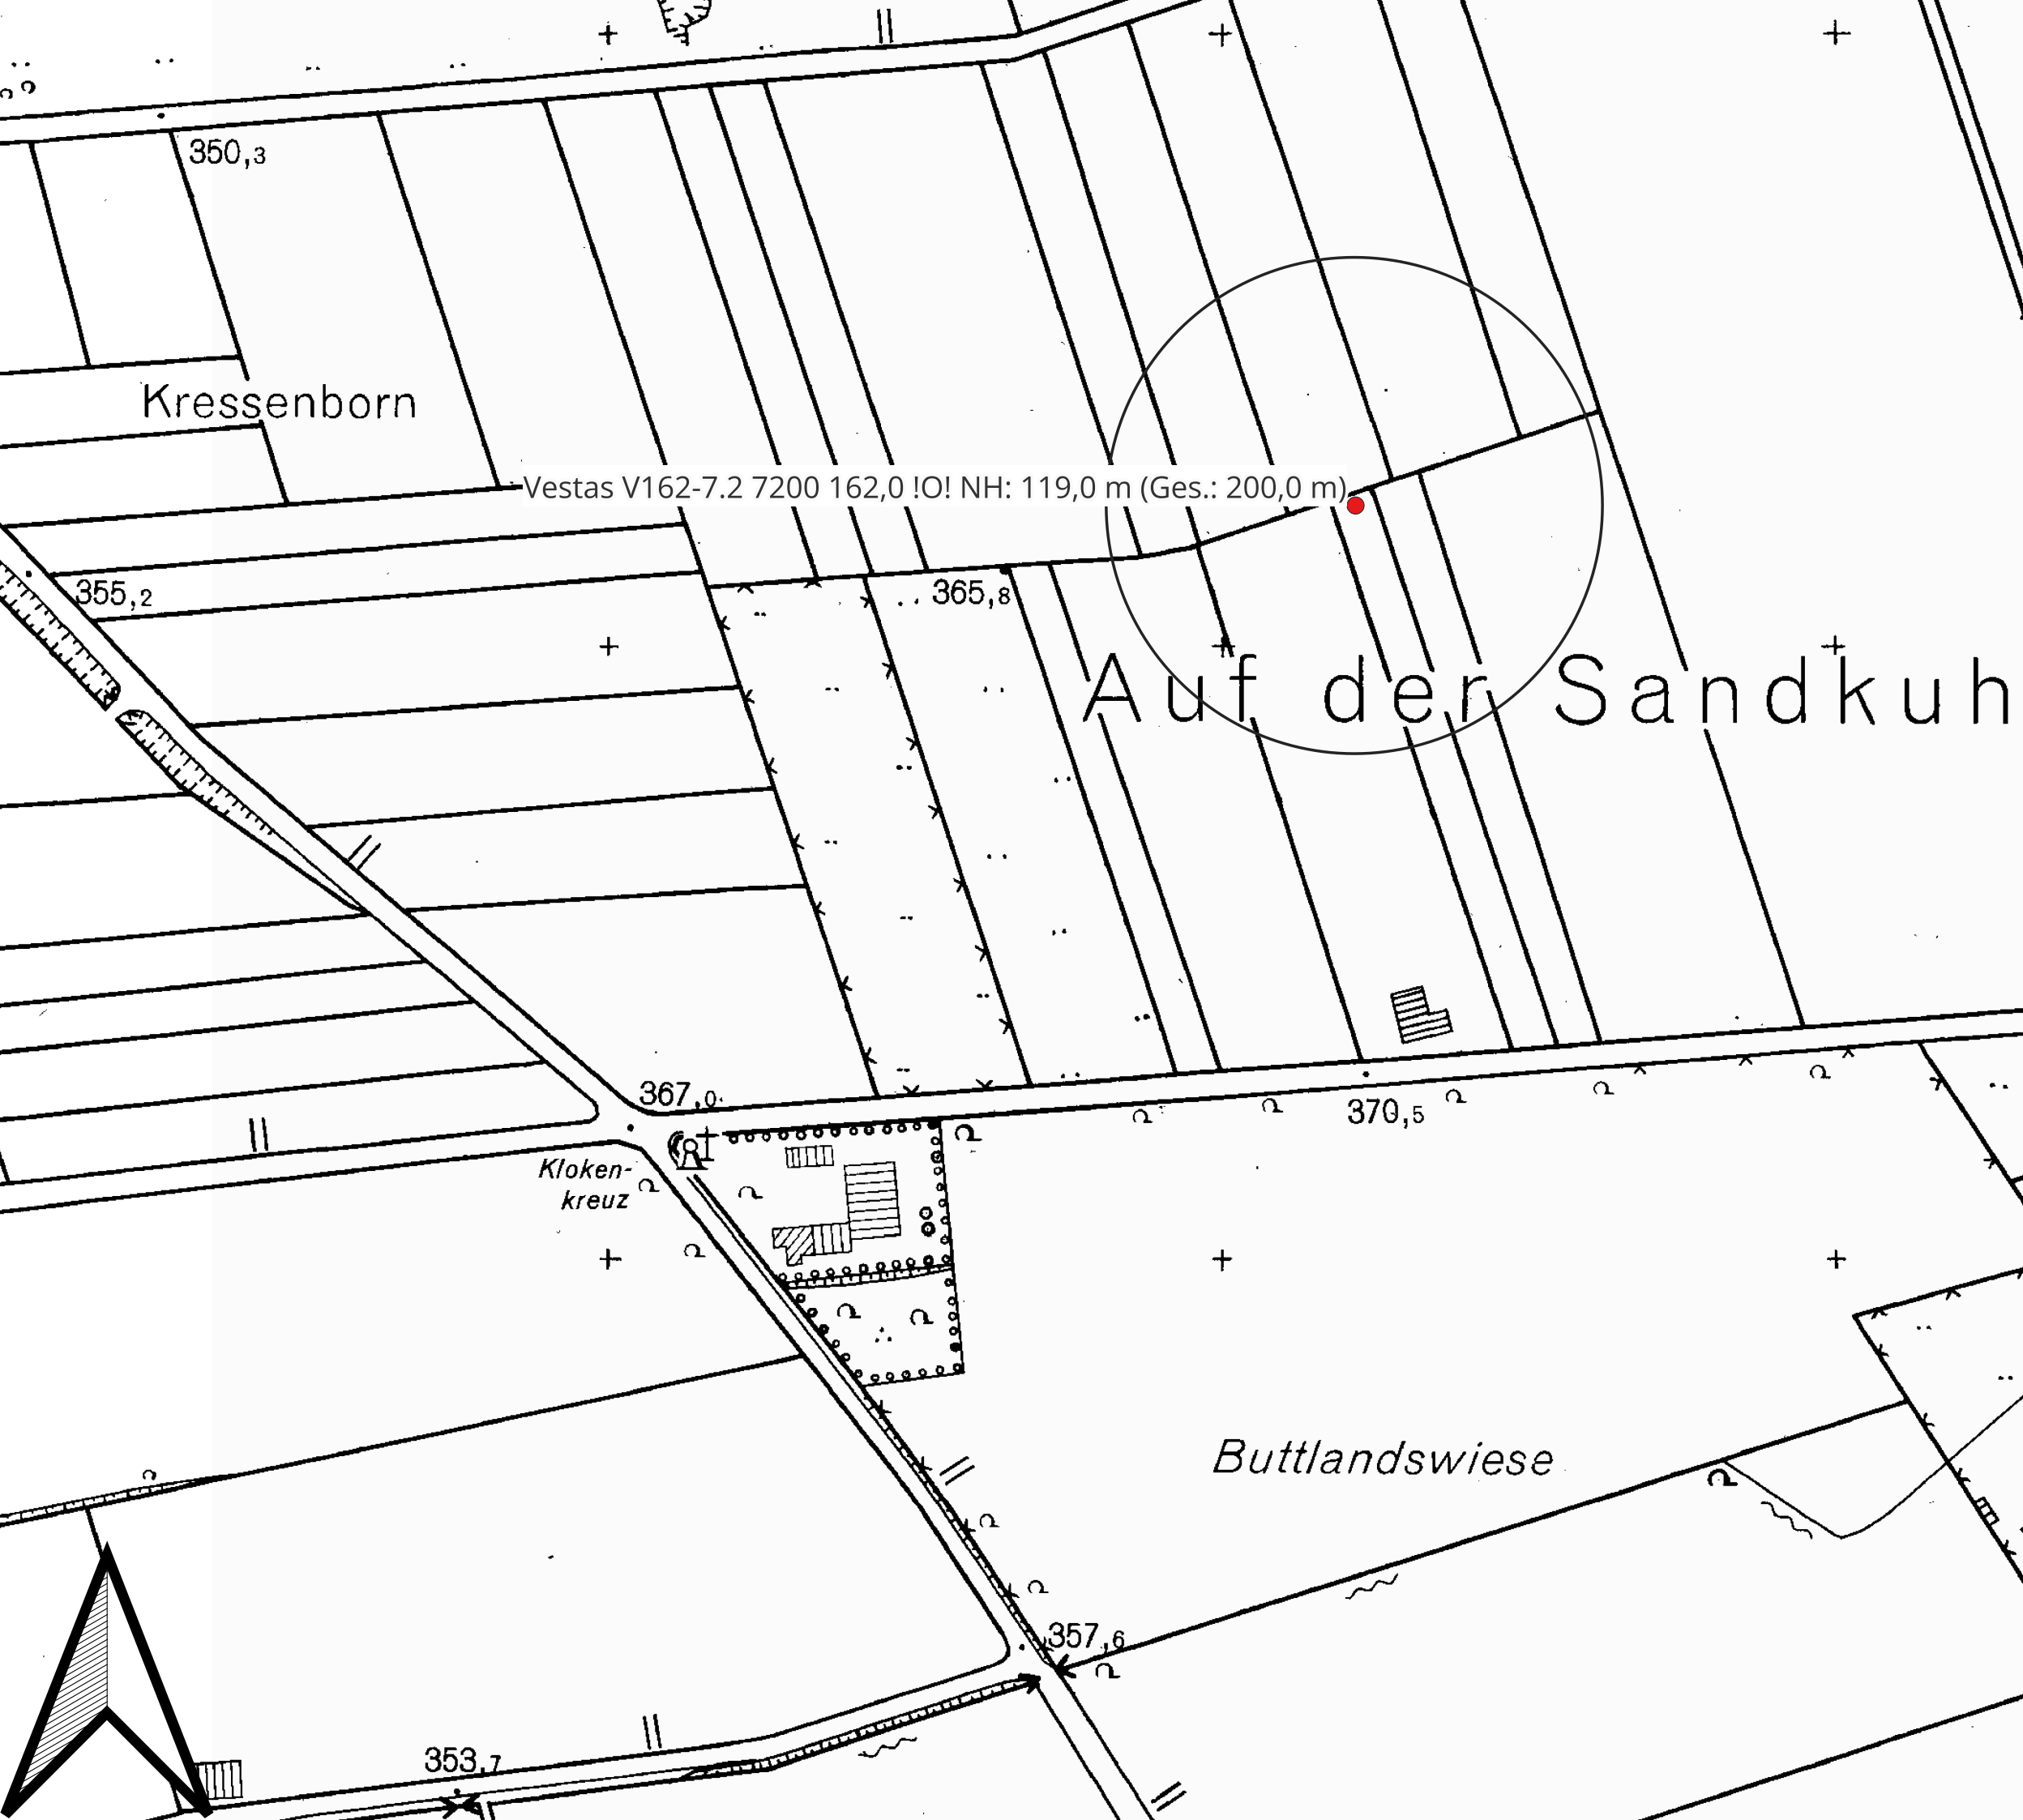 350,3
Kressenborn
Vestas V162-7.2 7200 162,0 !O! NH: 119,0 m (Ges.: 200,0 m)
355,2
365,8
Auf der Sandkuh
367,0
370,5
Kloken-
kreuz
Buttlandswiese
357,6
353,7